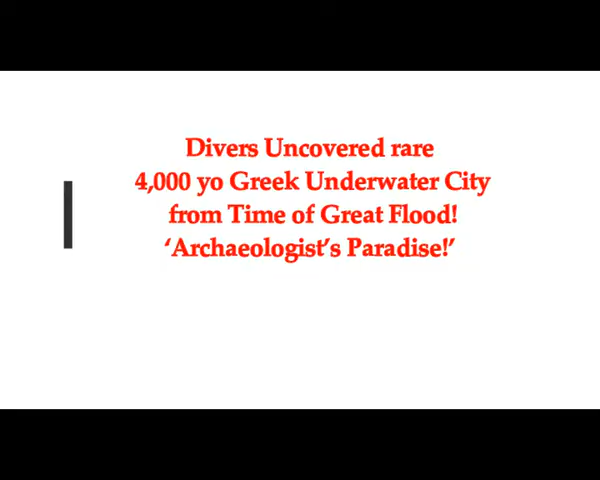 Divers Uncovered rare
4,000 yo Greek Underwater City
from Time of Great Flood!
‘Archaeologist’s Paradise!’